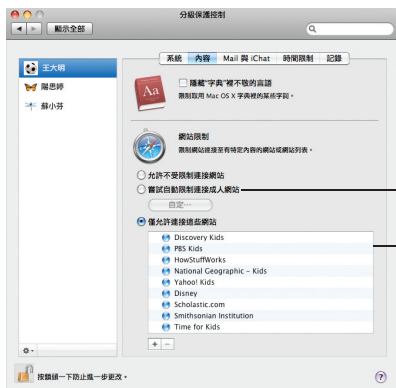 分級保護控制
顯示全部
系統 內容 Mail 與 iChat 時間限制 記錄
王大明
陽思婷
蘇小芬
Aa
隱藏“字典”裡不敬的言語
限制取用 Mac OS X 字典裡的某些字詞。
網站限制
限制網站連接至有特定內容的網站或網站列表。
允許不受限制連接網站
嘗試自動限制連接成人網站
自定⋯
僅允許連接這些網站
Discovery Kids
PBS Kids
HowStuffWorks
National Geographic – Kids
Yahoo! Kids
Disney
Scholastic.com
Smithsonian Institution
Time for Kids
+ −
按鎖頭一下防止進一步更改。
?